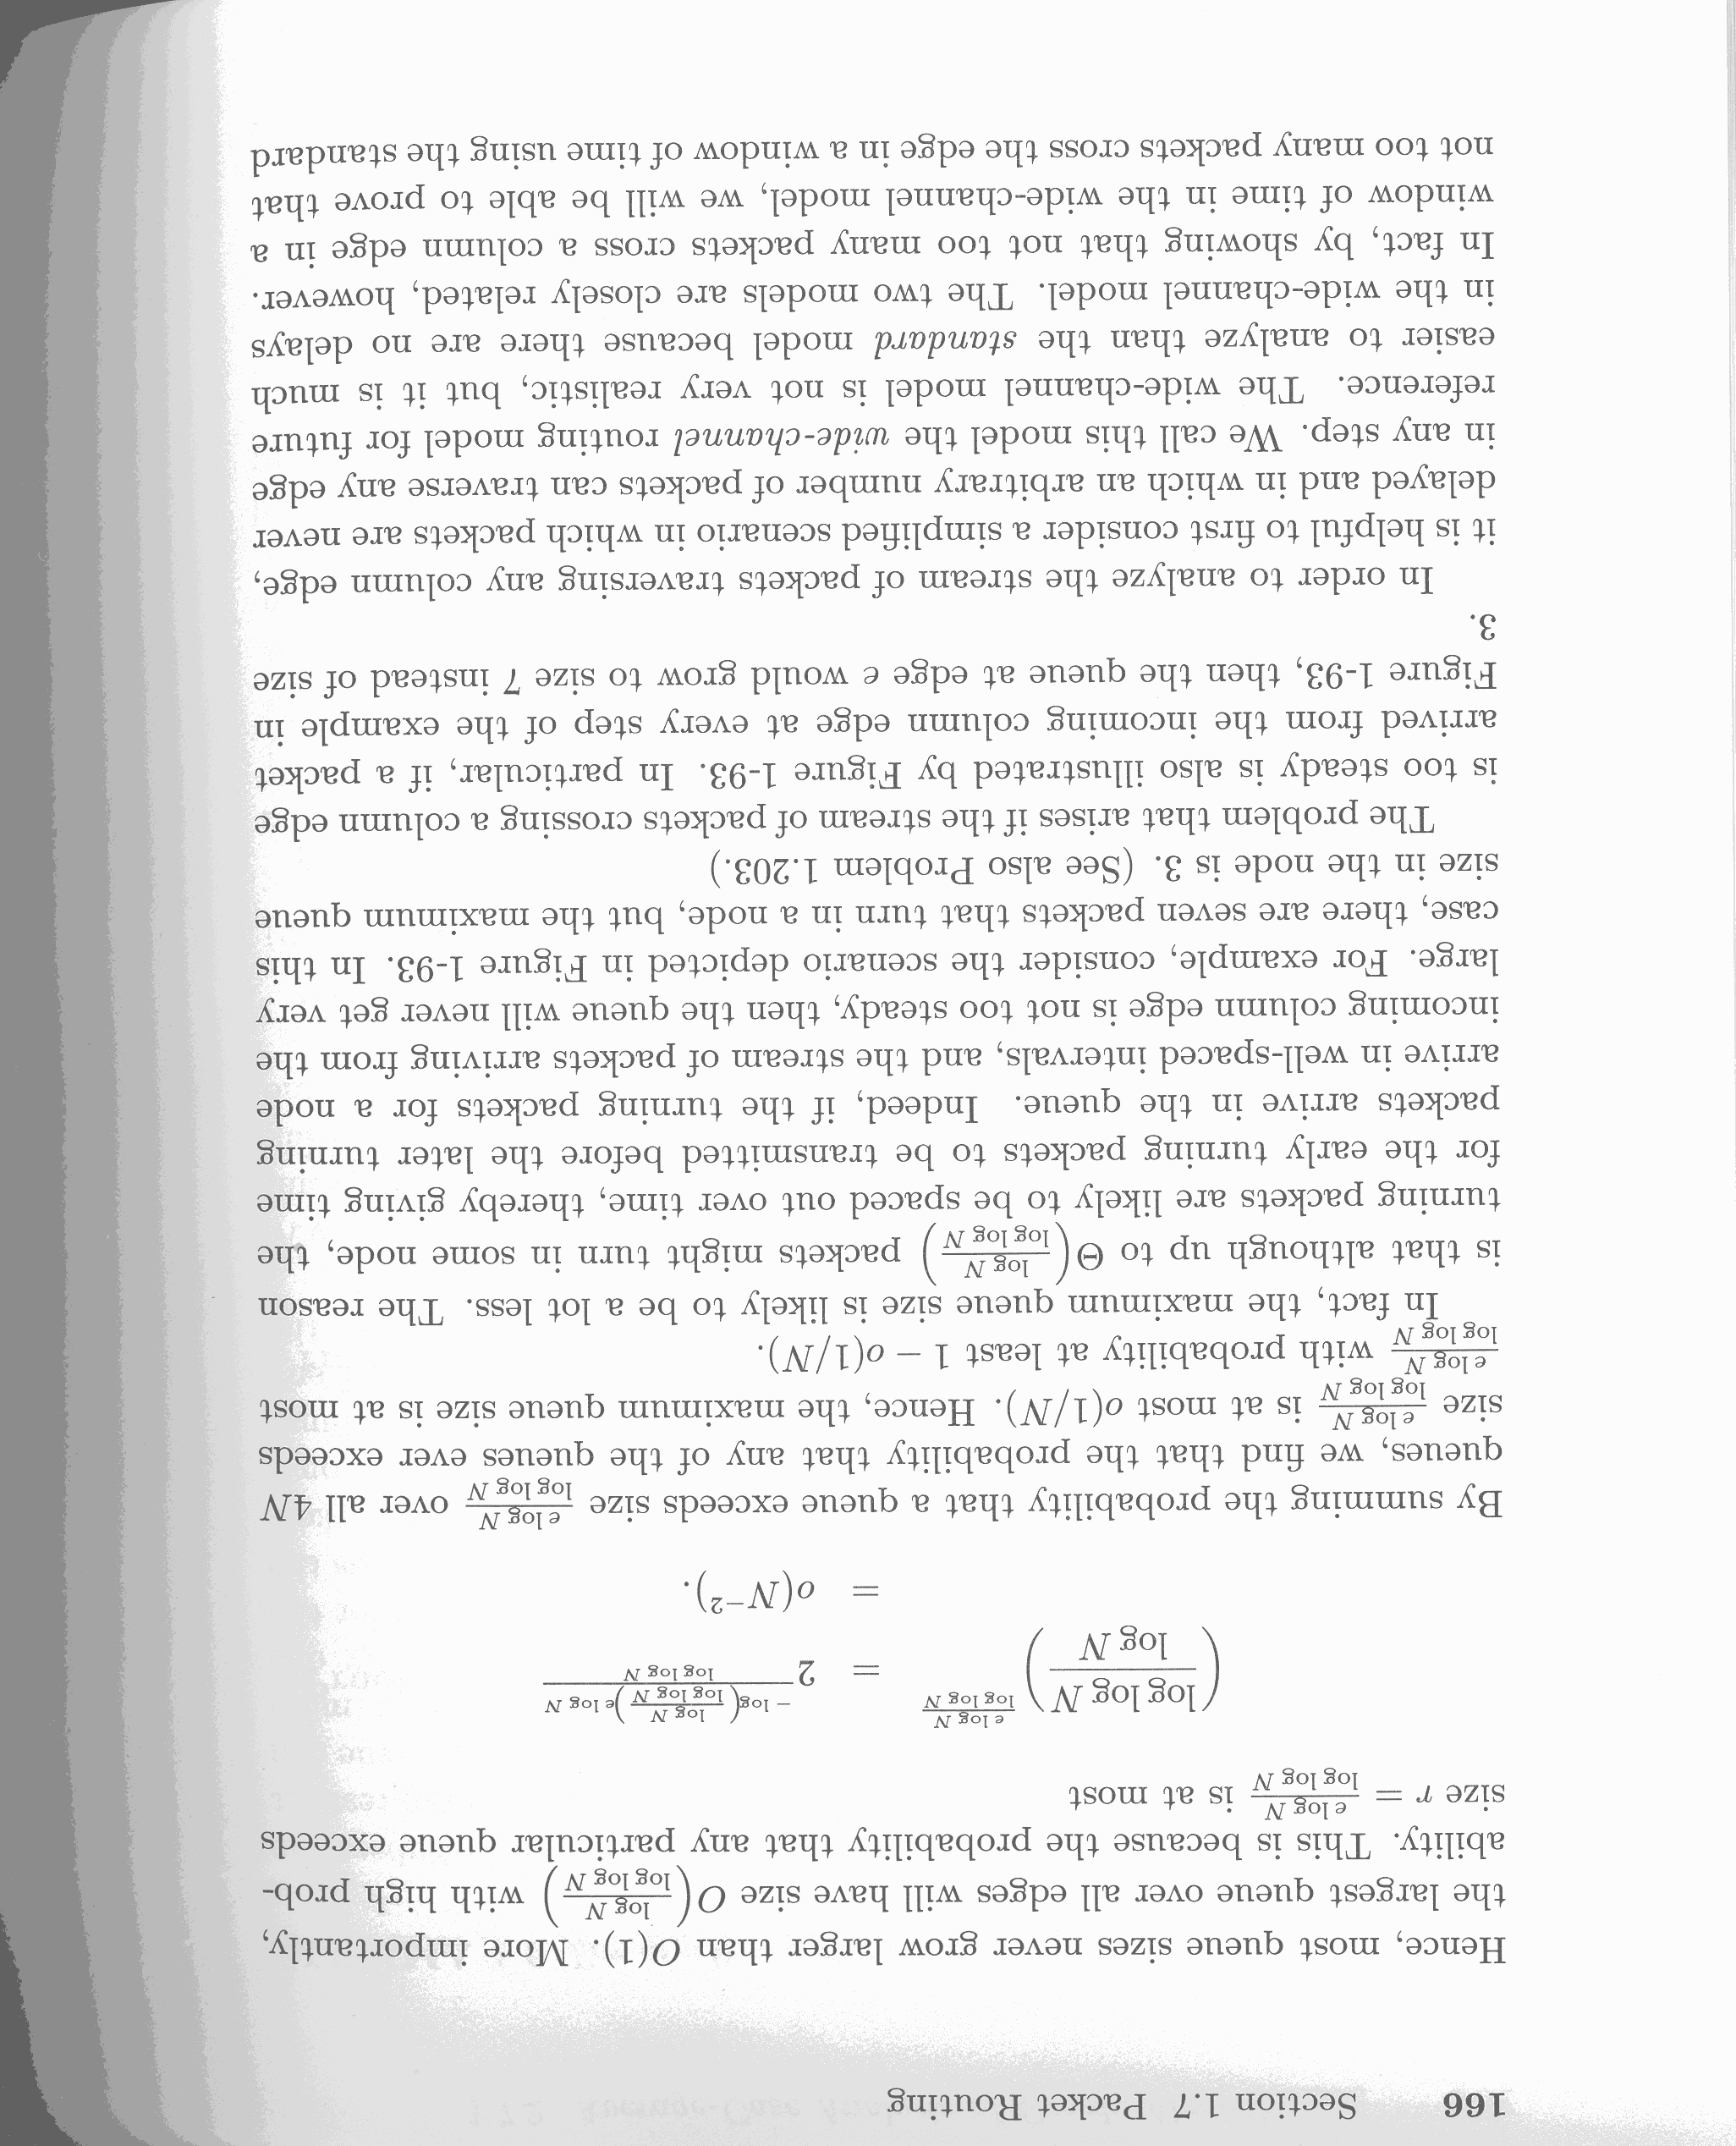 166 Section 1.7 Packet Routing
Hence, most queue sizes never grow larger than O(1). More importantly,
the largest queue over all edges will have size O(log N / log log N) with high prob-
ability. This is because the probability that any particular queue exceeds
size r = e log N / log log N is at most
(log log N / log N)^(e log N / log log N) = 2^(− log(log N / log log N) e log N / log log N)
= o(N^−2).
By summing the probability that a queue exceeds size e log N / log log N over all 4N
queues, we find that the probability that any of the queues ever exceeds
size e log N / log log N is at most o(1/N). Hence, the maximum queue size is at most
e log N / log log N with probability at least 1 − o(1/N).
In fact, the maximum queue size is likely to be a lot less. The reason
is that although up to Θ(log N / log log N) packets might turn in some node, the
turning packets are likely to be spaced out over time, thereby giving time
for the early turning packets to be transmitted before the later turning
packets arrive in the queue. Indeed, if the turning packets for a node
arrive in well-spaced intervals, and the stream of packets arriving from the
incoming column edge is not too steady, then the queue will never get very
large. For example, consider the scenario depicted in Figure 1-93. In this
case, there are seven packets that turn in a node, but the maximum queue
size in the node is 3. (See also Problem 1.203.)
The problem that arises if the stream of packets crossing a column edge
is too steady is also illustrated by Figure 1-93. In particular, if a packet
arrived from the incoming column edge at every step of the example in
Figure 1-93, then the queue at edge e would grow to size 7 instead of size
3.
In order to analyze the stream of packets traversing any column edge,
it is helpful to first consider a simplified scenario in which packets are never
delayed and in which an arbitrary number of packets can traverse any edge
in any step. We call this model the wide-channel routing model for future
reference. The wide-channel model is not very realistic, but it is much
easier to analyze than the standard model because there are no delays
in the wide-channel model. The two models are closely related, however.
In fact, by showing that not too many packets cross a column edge in a
window of time in the wide-channel model, we will be able to prove that
not too many packets cross the edge in a window of time using the standard